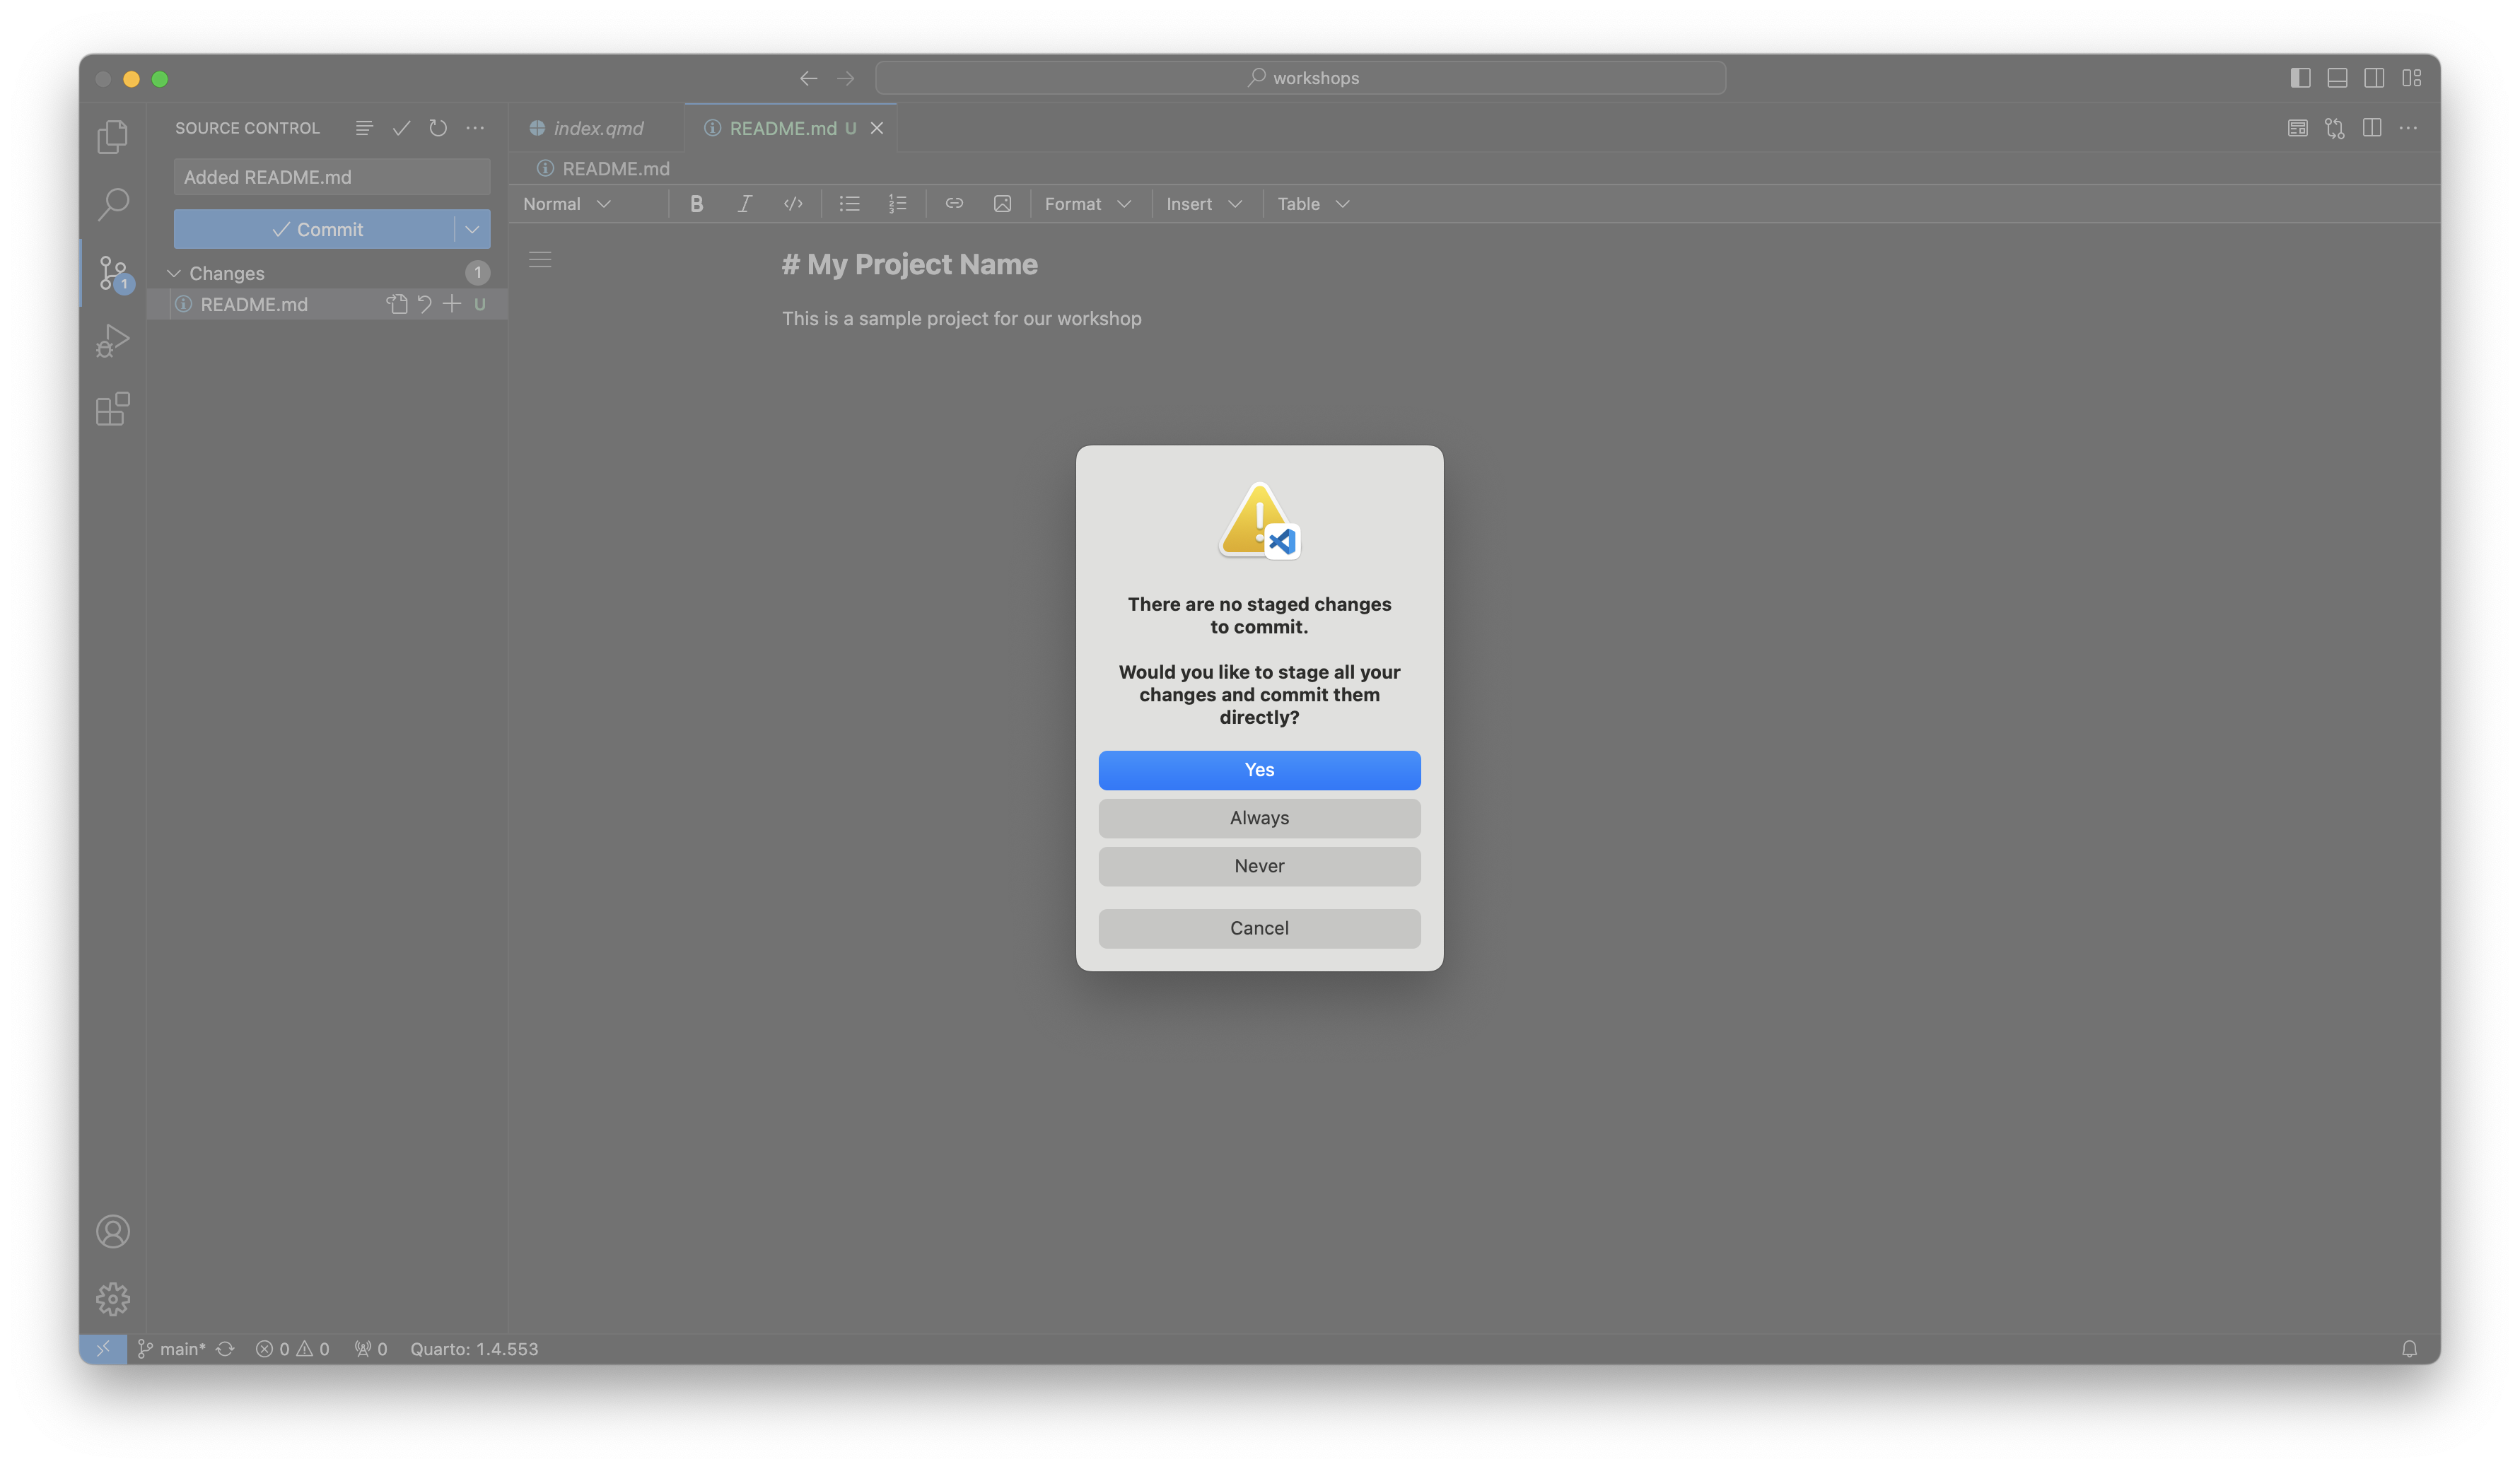 workshops
SOURCE CONTROL
index.qmd
README.md U
Added README.md
README.md
Commit
Normal
B
Format
Insert
Table
Changes
1
1
README.md
U
# My Project Name
This is a sample project for our workshop
There are no staged changes
to commit.
Would you like to stage all your
changes and commit them
directly?
Yes
Always
Never
Cancel
main* 0 0 0 Quarto: 1.4.553